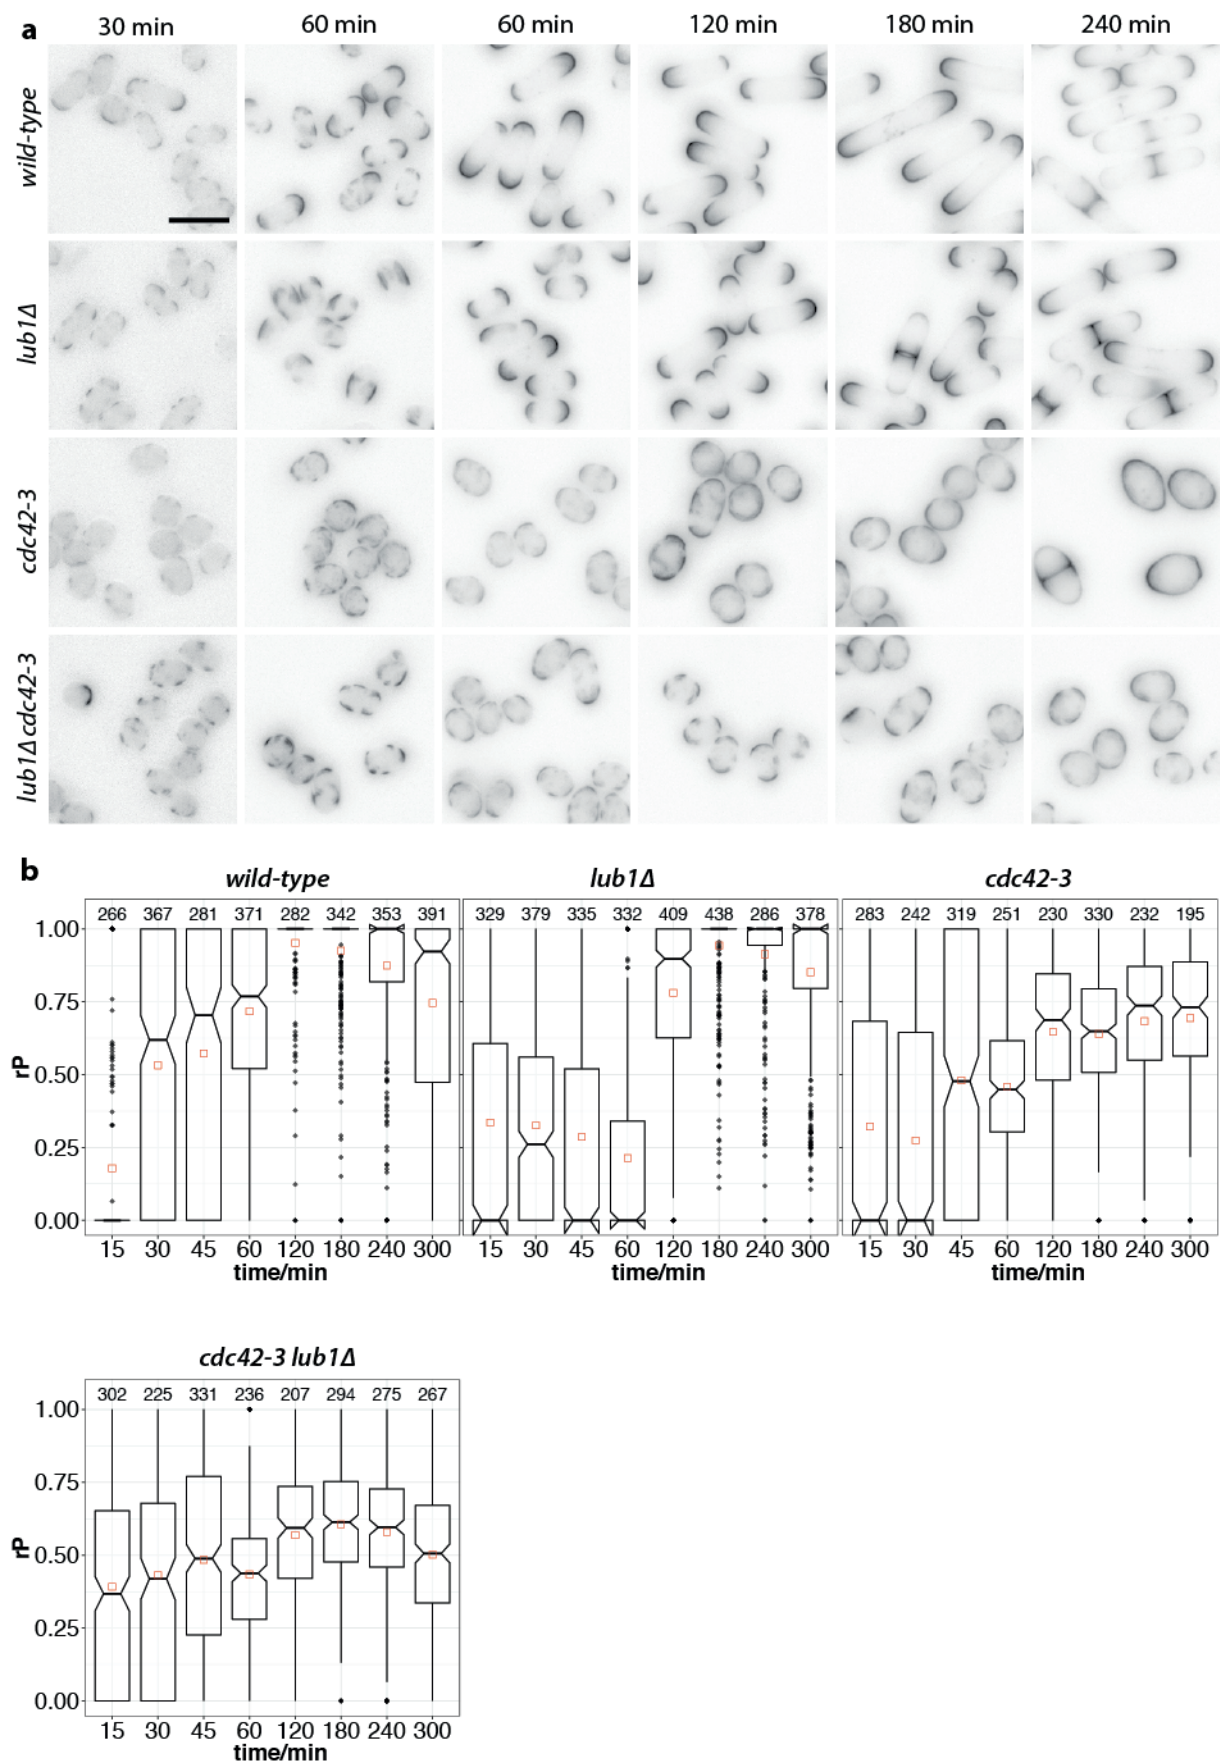 a
30 min 60 min 60 min 120 min 180 min 240 min
wild-type
lub1Δ
cdc42-3
lub1Δ cdc42-3
b
wild-type lub1Δ cdc42-3
266 367 281 371 282 342 353 391 329 379 335 332 409 438 286 378 283 242 319 251 230 330 232 195
1.00
0.75
0.50
0.25
0.00
rP
15 30 45 60 120 180 240 300 15 30 45 60 120 180 240 300 15 30 45 60 120 180 240 300
time/min time/min time/min
cdc42-3 lub1Δ
302 225 331 236 207 294 275 267
1.00
0.75
0.50
0.25
0.00
rP
15 30 45 60 120 180 240 300
time/min